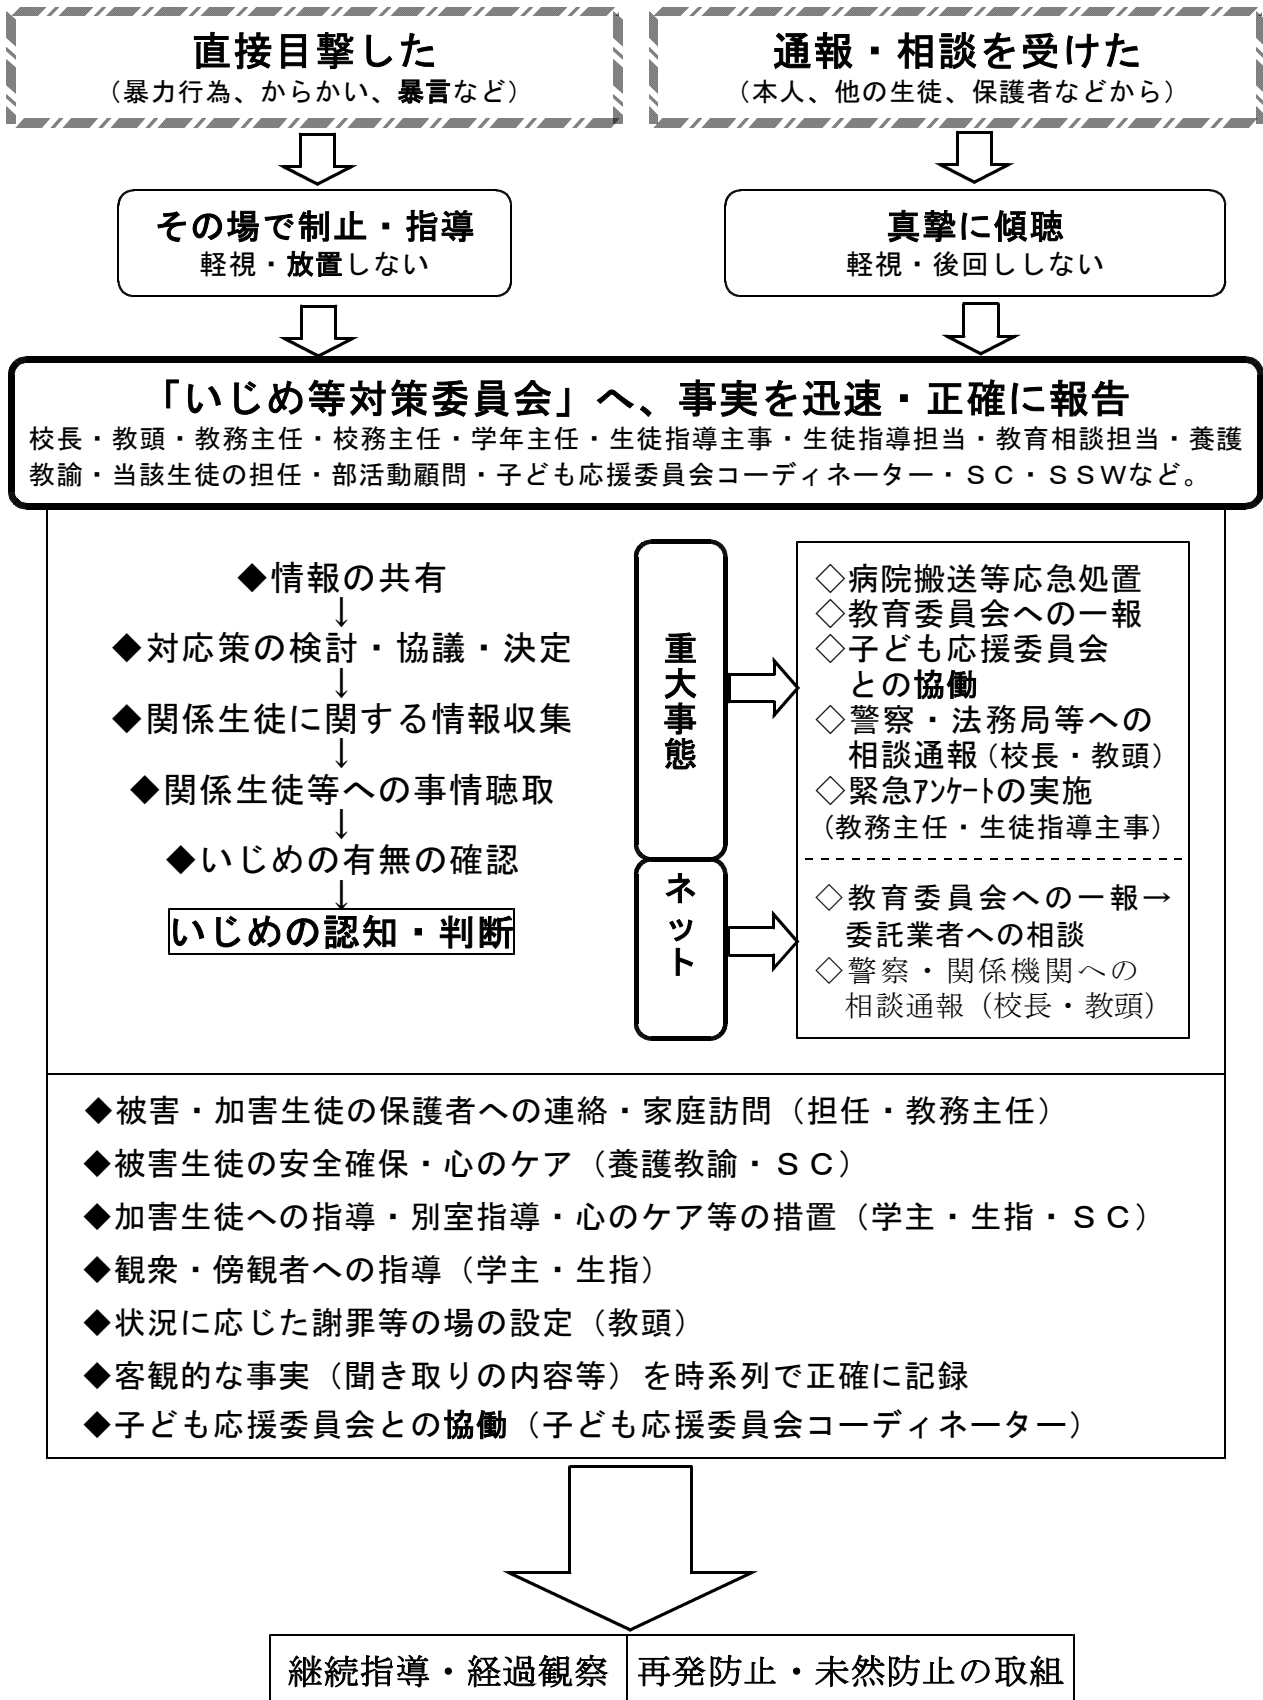 直接目撃した
（暴力行為、からかい、暴言など）
通報・相談を受けた
（本人、他の生徒、保護者などから）
その場で制止・指導
軽視・放置しない
真摯に傾聴
軽視・後回ししない
「いじめ等対策委員会」へ、事実を迅速・正確に報告
校長・教頭・教務主任・校務主任・学年主任・生徒指導主事・生徒指導担当・教育相談担当・養護
教諭・当該生徒の担任・部活動顧問・子ども応援委員会コーディネーター・ＳＣ・ＳＳＷなど。
◆情報の共有
↓
◆対応策の検討・協議・決定
↓
◆関係生徒に関する情報収集
↓
◆関係生徒等への事情聴取
↓
◆いじめの有無の確認
↓
いじめの認知・判断
重大事態
◇病院搬送等応急処置
◇教育委員会への一報
◇子ども応援委員会
との協働
◇警察・法務局等への
相談通報（校長・教頭）
◇緊急ｱﾝｹｰﾄの実施
（教務主任・生徒指導主事）
ネット
◇教育委員会への一報→
委託業者への相談
◇警察・関係機関への
相談通報（校長・教頭）
◆被害・加害生徒の保護者への連絡・家庭訪問（担任・教務主任）
◆被害生徒の安全確保・心のケア（養護教諭・ＳＣ）
◆加害生徒への指導・別室指導・心のケア等の措置（学主・生指・ＳＣ）
◆観衆・傍観者への指導（学主・生指）
◆状況に応じた謝罪等の場の設定（教頭）
◆客観的な事実（聞き取りの内容等）を時系列で正確に記録
◆子ども応援委員会との協働（子ども応援委員会コーディネーター）
継続指導・経過観察
再発防止・未然防止の取組